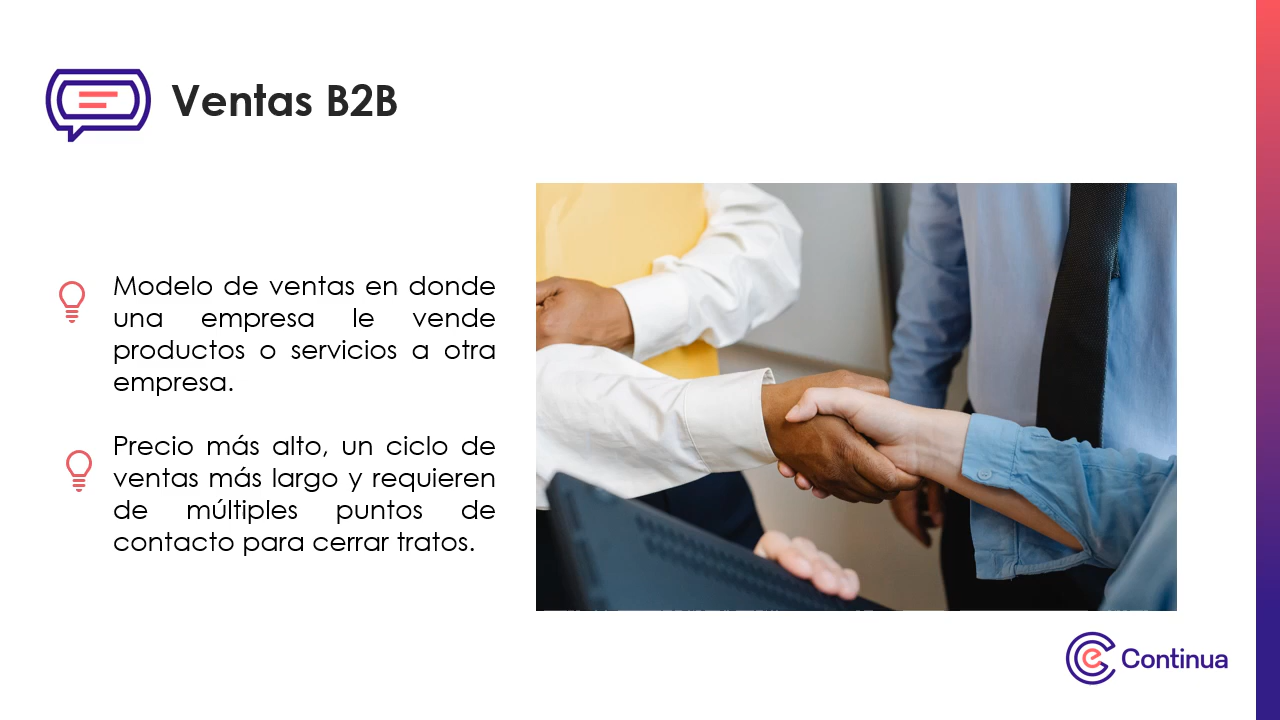 Ventas B2B
Modelo de ventas en donde
una empresa le vende
productos o servicios a otra
empresa.
Precio más alto, un ciclo de
ventas más largo y requieren
de múltiples puntos de
contacto para cerrar tratos.
Continua